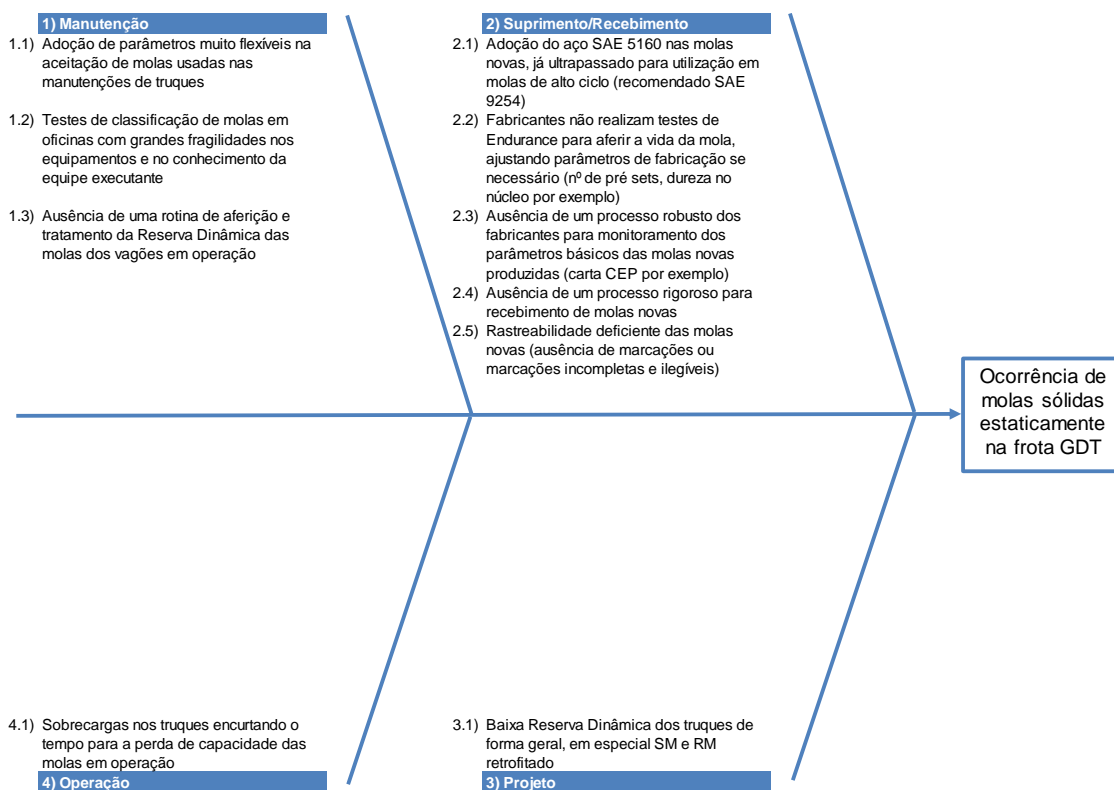 1) Manutenção
1.1) Adoção de parâmetros muito flexíveis na
aceitação de molas usadas nas
manutenções de truques
1.2) Testes de classificação de molas em
oficinas com grandes fragilidades nos
equipamentos e no conhecimento da
equipe executante
1.3) Ausência de uma rotina de aferição e
tratamento da Reserva Dinâmica das
molas dos vagões em operação
2) Suprimento/Recebimento
2.1) Adoção do aço SAE 5160 nas molas
novas, já ultrapassado para utilização em
molas de alto ciclo (recomendado SAE
9254)
2.2) Fabricantes não realizam testes de
Endurance para aferir a vida da mola,
ajustando parâmetros de fabricação se
necessário (nº de pré sets, dureza no
núcleo por exemplo)
2.3) Ausência de um processo robusto dos
fabricantes para monitoramento dos
parâmetros básicos das molas novas
produzidas (carta CEP por exemplo)
2.4) Ausência de um processo rigoroso para
recebimento de molas novas
2.5) Rastreabilidade deficiente das molas
novas (ausência de marcações ou
marcações incompletas e ilegíveis)
Ocorrência de
molas sólidas
estaticamente
na frota GDT
4.1) Sobrecargas nos truques encurtando o
tempo para a perda de capacidade das
molas em operação
4) Operação
3.1) Baixa Reserva Dinâmica dos truques de
forma geral, em especial SM e RM
retrofitado
3) Projeto